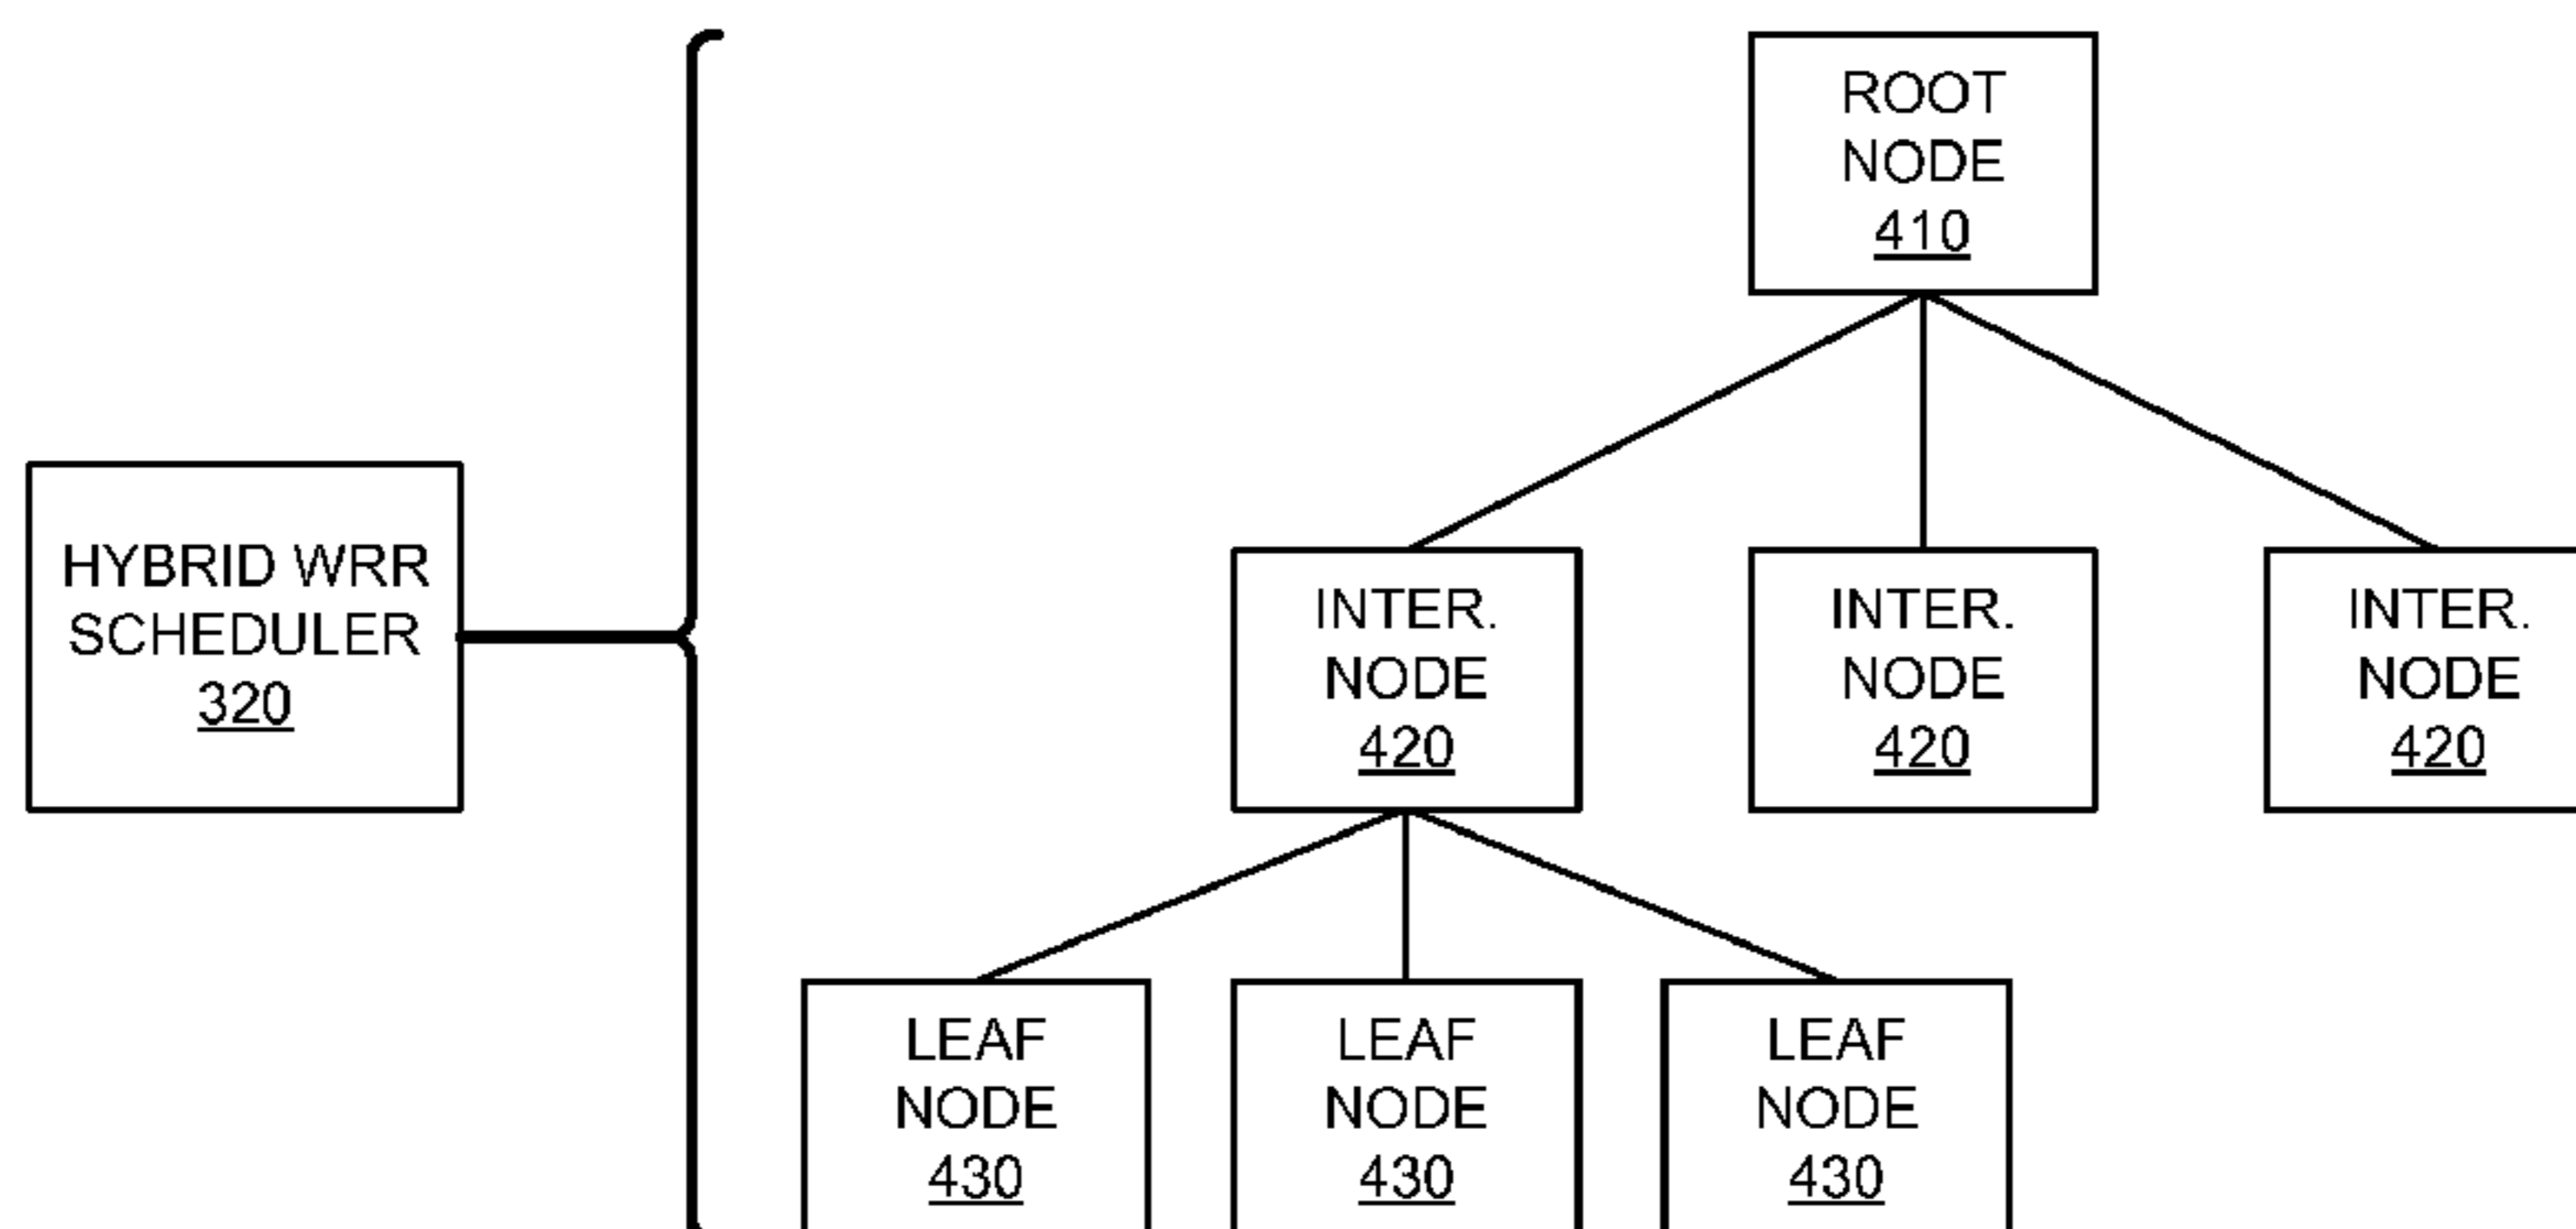 ROOT
NODE
410
HYBRID WRR
SCHEDULER
320
INTER.
NODE
420
INTER.
NODE
420
INTER.
NODE
420
LEAF
NODE
430
LEAF
NODE
430
LEAF
NODE
430